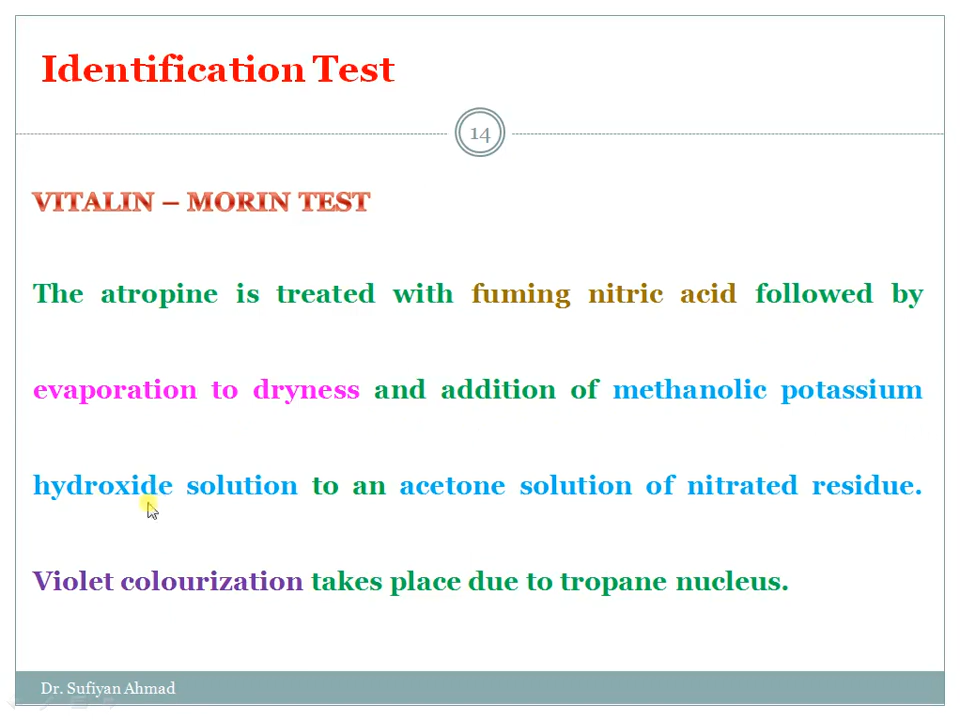 Identification Test
14
VITALIN – MORIN TEST
The atropine is treated with fuming nitric acid followed by
evaporation to dryness and addition of methanolic potassium
hydroxide solution to an acetone solution of nitrated residue.
Violet colourization takes place due to tropane nucleus.
Dr. Sufiyan Ahmad